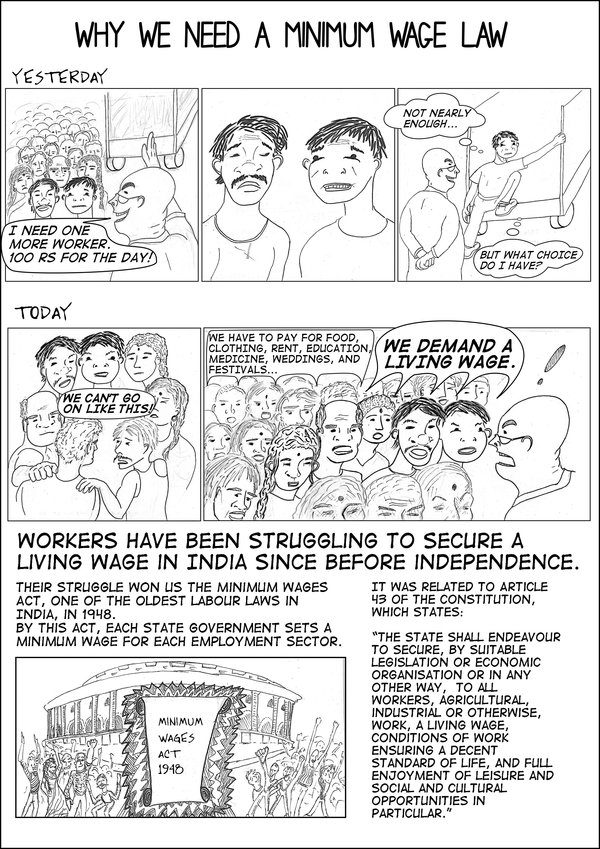 WHY WE NEED A MINIMUM WAGE LAW
YESTERDAY
I NEED ONE
MORE WORKER.
100 RS FOR THE DAY!
NOT NEARLY
ENOUGH...
BUT WHAT CHOICE
DO I HAVE?
TODAY
WE CAN'T GO
ON LIKE THIS!
WE HAVE TO PAY FOR FOOD,
CLOTHING, RENT, EDUCATION,
MEDICINE, WEDDINGS, AND
FESTIVALS...
WE DEMAND A
LIVING WAGE.
WORKERS HAVE BEEN STRUGGLING TO SECURE A
LIVING WAGE IN INDIA SINCE BEFORE INDEPENDENCE.
THEIR STRUGGLE WON US THE MINIMUM WAGES
ACT, ONE OF THE OLDEST LABOUR LAWS IN
INDIA, IN 1948.
BY THIS ACT, EACH STATE GOVERNMENT SETS A
MINIMUM WAGE FOR EACH EMPLOYMENT SECTOR.
MINIMUM
WAGES
ACT
1948
IT WAS RELATED TO ARTICLE
43 OF THE CONSTITUTION,
WHICH STATES:
"THE STATE SHALL ENDEAVOUR
TO SECURE, BY SUITABLE
LEGISLATION OR ECONOMIC
ORGANISATION OR IN ANY
OTHER WAY, TO ALL
WORKERS, AGRICULTURAL,
INDUSTRIAL OR OTHERWISE,
WORK, A LIVING WAGE,
CONDITIONS OF WORK
ENSURING A DECENT
STANDARD OF LIFE, AND FULL
ENJOYMENT OF LEISURE AND
SOCIAL AND CULTURAL
OPPORTUNITIES IN
PARTICULAR."